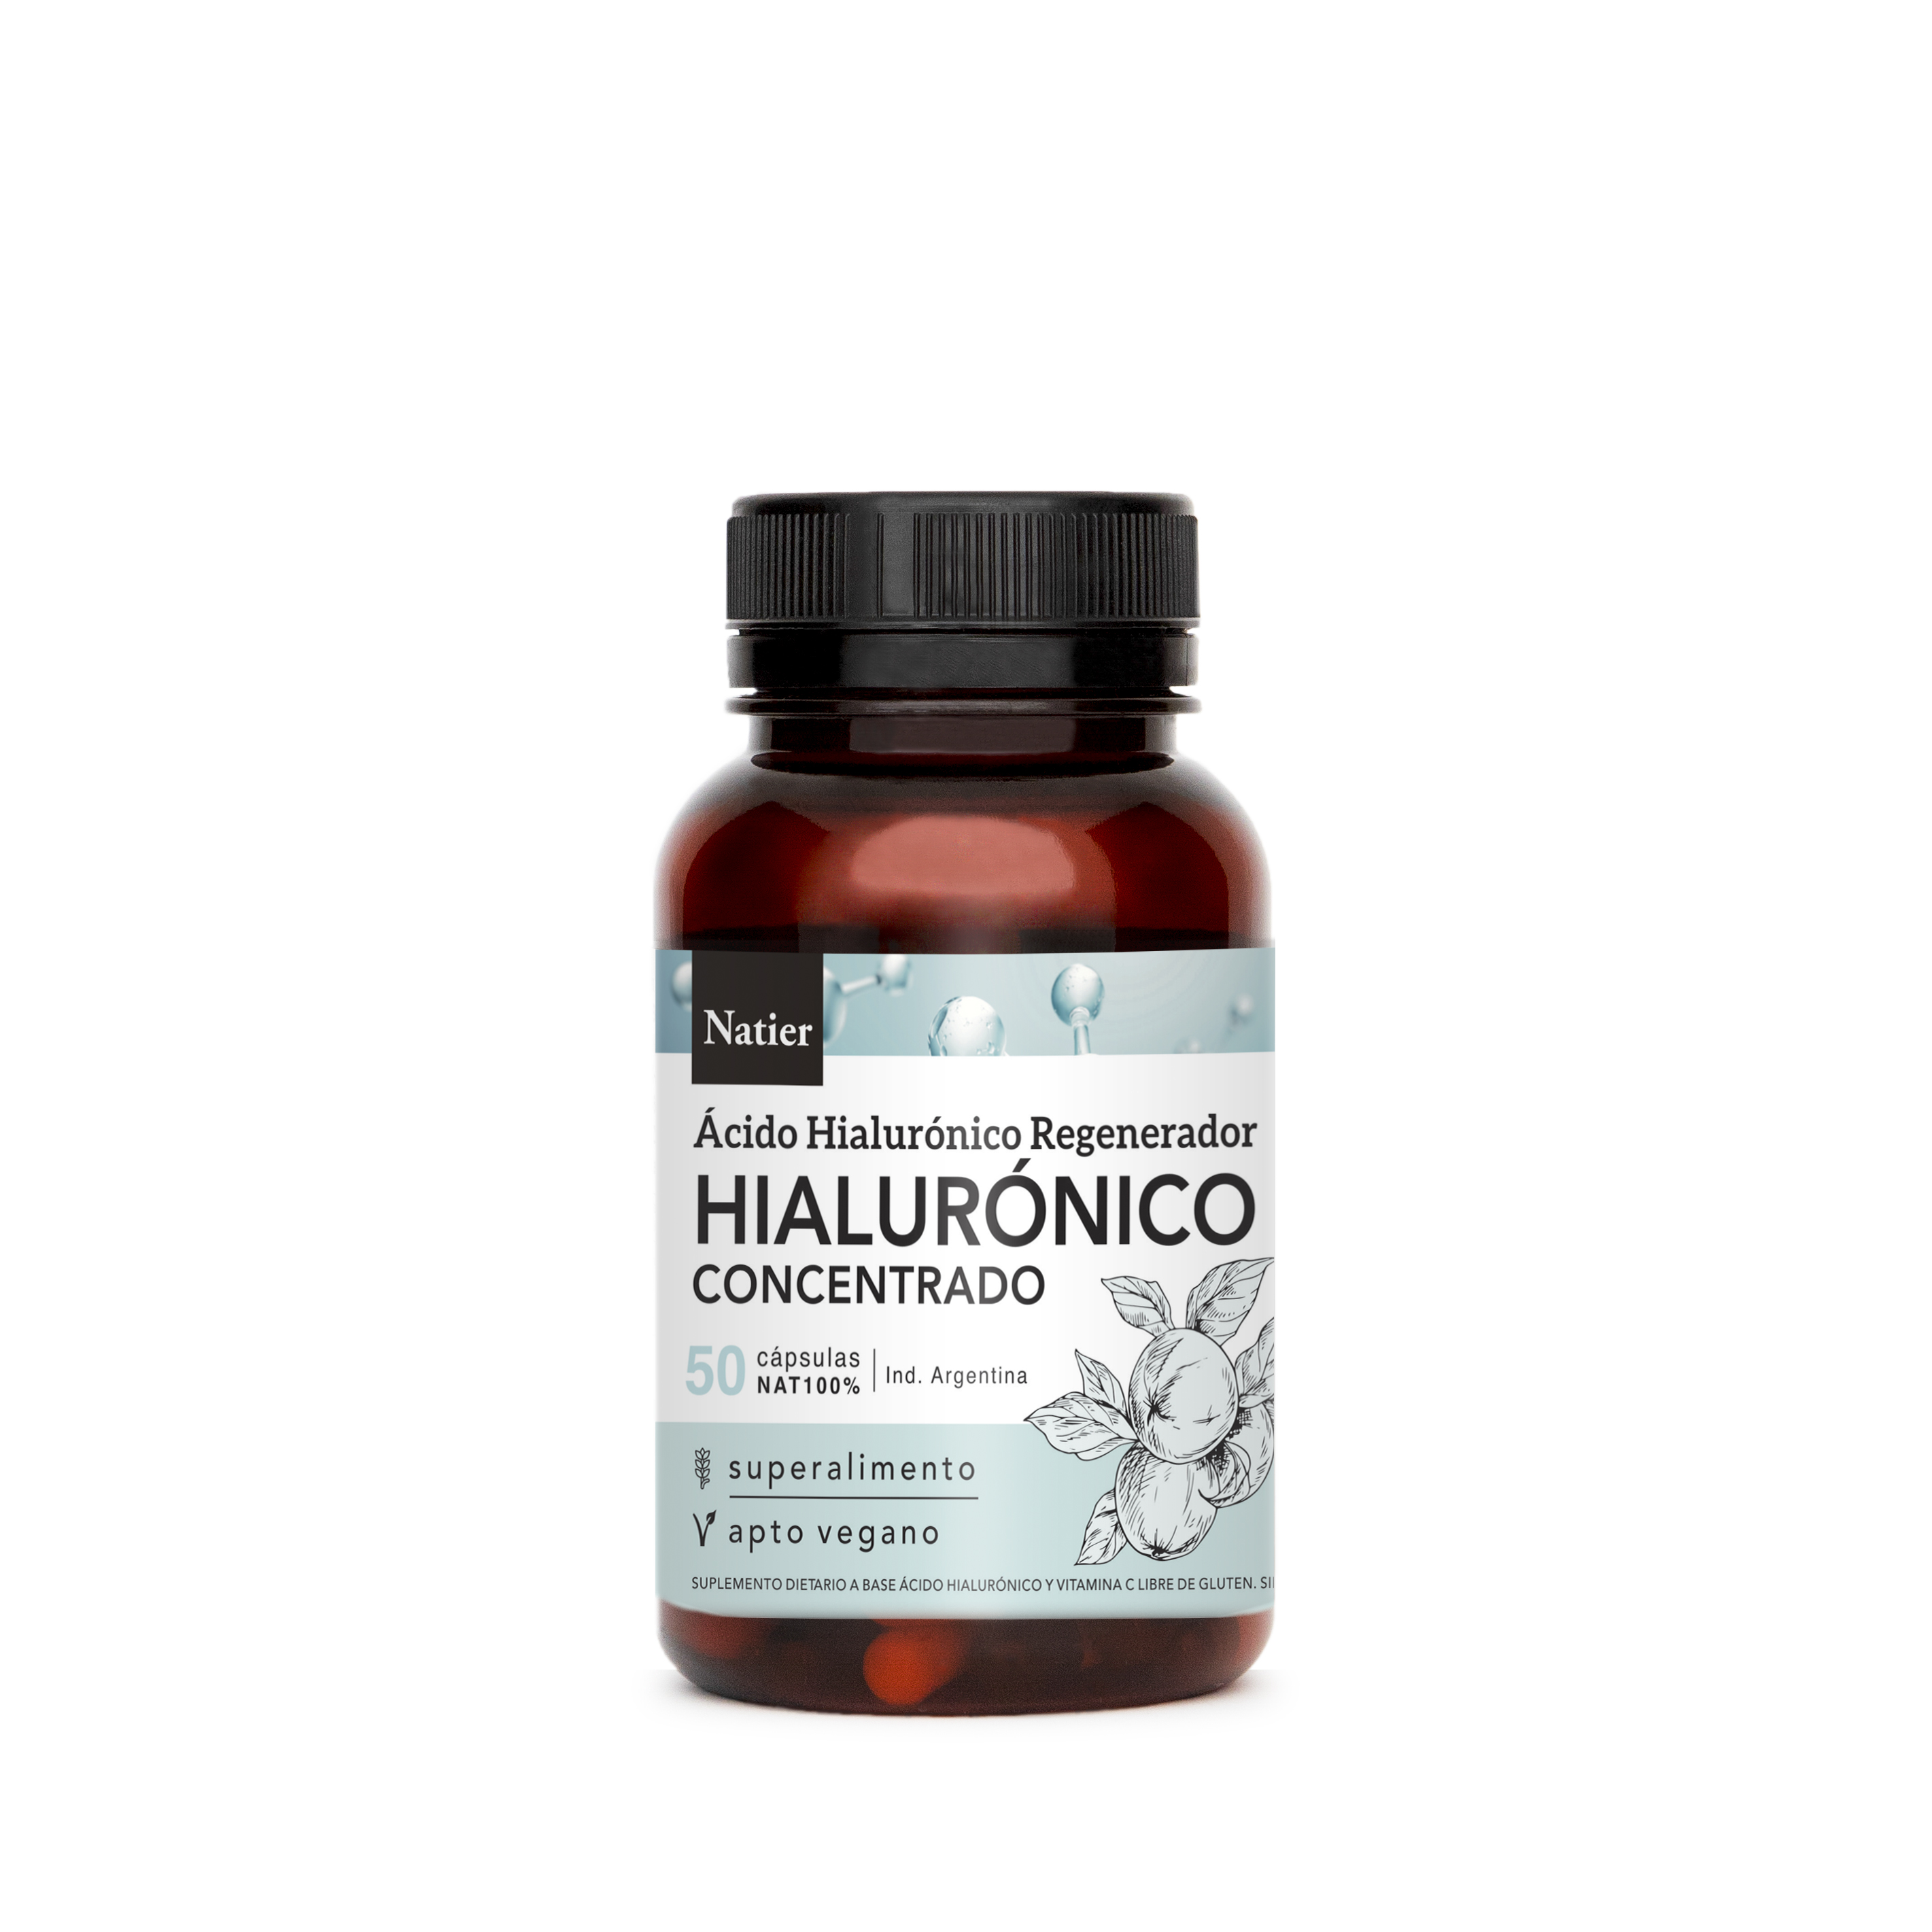 Natier
Ácido Hialurónico Regenerador
HIALURÓNICO
CONCENTRADO
50 cápsulas
NAT100%
Ind. Argentina
superalimento
apto vegano
SUPLEMENTO DIETARIO A BASE ÁCIDO HIALURÓNICO Y VITAMINA C LIBRE DE GLUTEN.